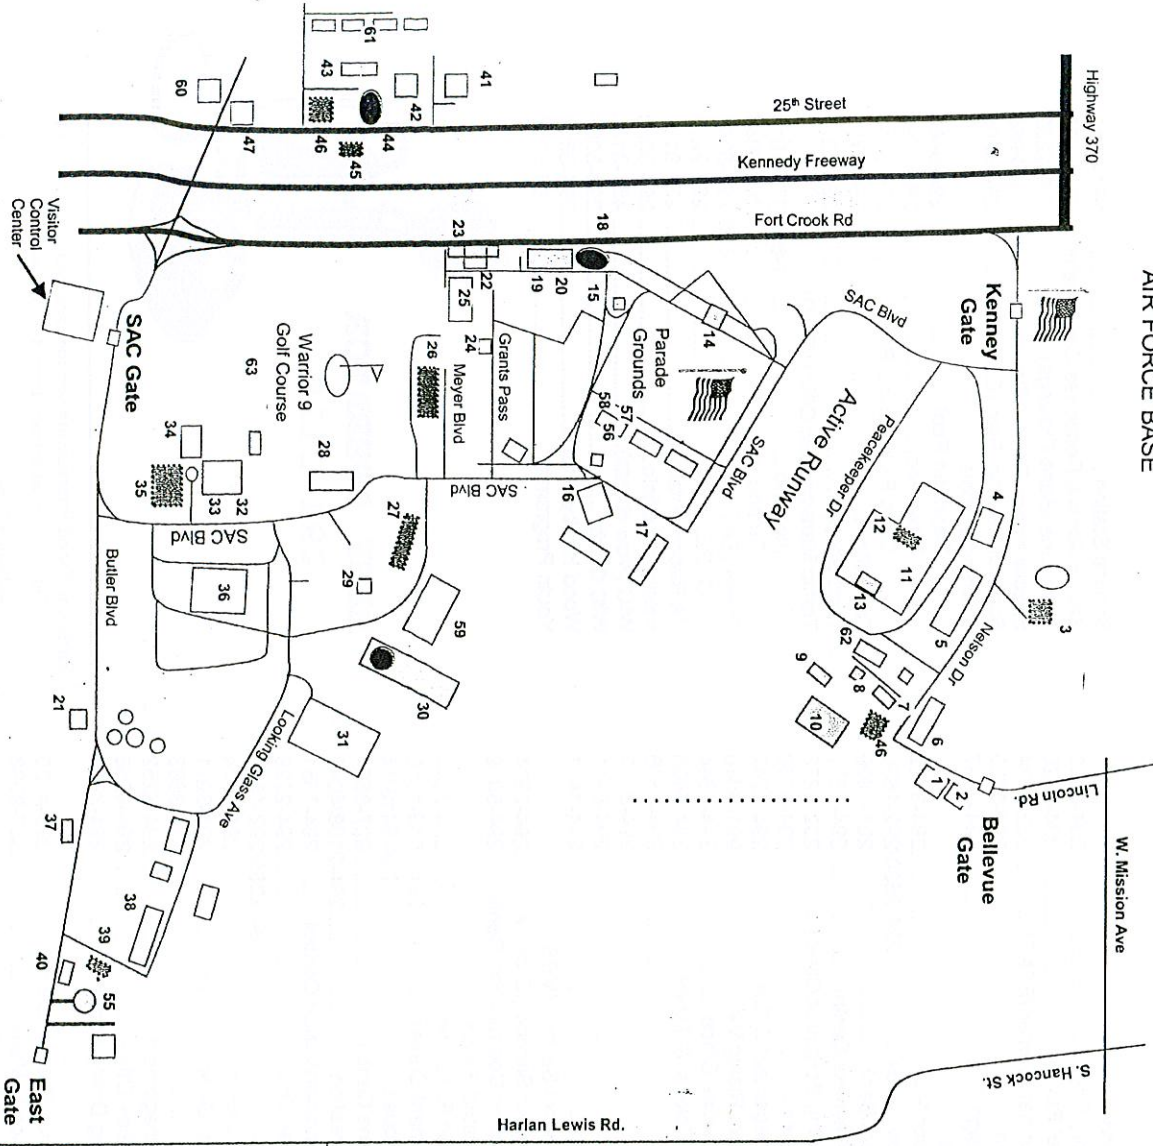 AIR FORCE BASE
Highway 370
25th Street
Kennedy Freeway
Fort Crook Rd
Kenney
Gate
SAC Blvd
Active Runway
Peacekeeper Dr
Nelson Dr
Lincoln Rd.
Bellevue
Gate
W. Mission Ave
S. Hancock St.
Harlan Lewis Rd.
Parade
Grounds
SAC Blvd
SAC Blvd
Grants Pass
Meyer Blvd
Warrior 9
Golf Course
SAC Blvd
Butler Blvd
Looking Glass Ave
SAC Gate
Visitor
Control
Center
East
Gate
1
2
3
4
5
6
7
8
9
10
11
12
13
14
15
16
17
18
19
20
21
22
23
24
25
26
27
28
29
30
31
32
33
34
35
36
37
38
39
40
41
42
43
44
45
46
46
47
55
56
57
58
59
60
61
62
63